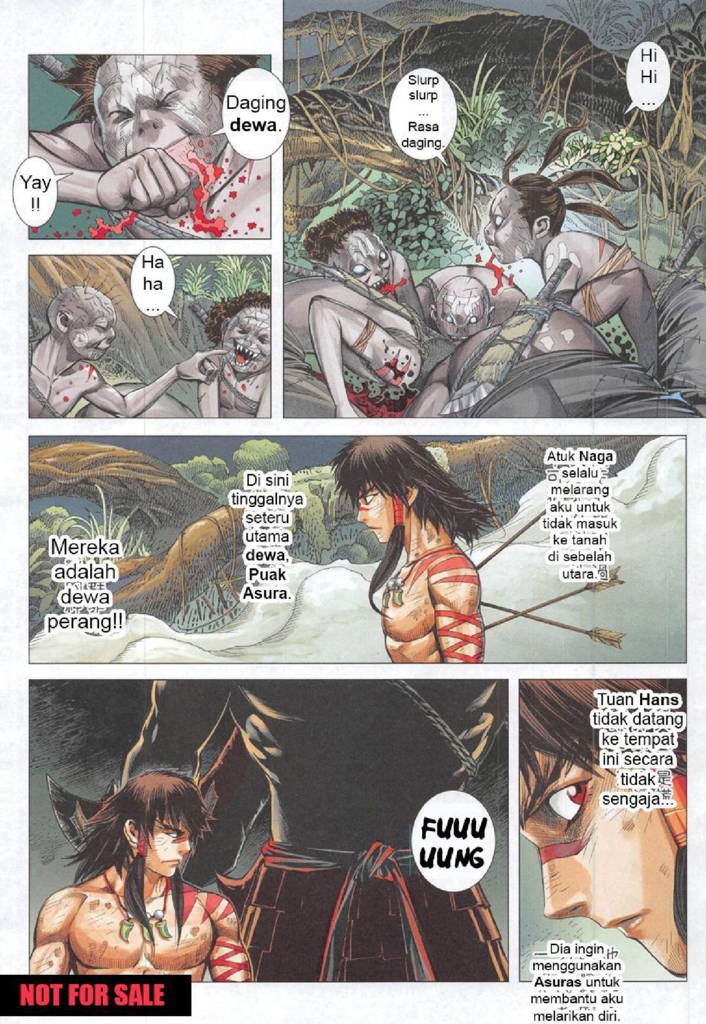 Hi
Hi
...
Slurp
slurp
...
Rasa
daging.
Daging
dewa.
Yay
!!
Ha
ha
...
Atuk Naga
selalu
melarang
aku untuk
tidak masuk
ke tanah
di sebelah
utara.
Di sini
tinggalnya
seteru
utama
dewa,
Puak
Asura.
Mereka
adalah
dewa
perang!!
Tuan Hans
tidak datang
ke tempat
ini secara
tidak
sengaja...
Dia ingin
menggunakan
Asuras untuk
membantu aku
melarikan diri.
FUUU
UUNG
NOT FOR SALE